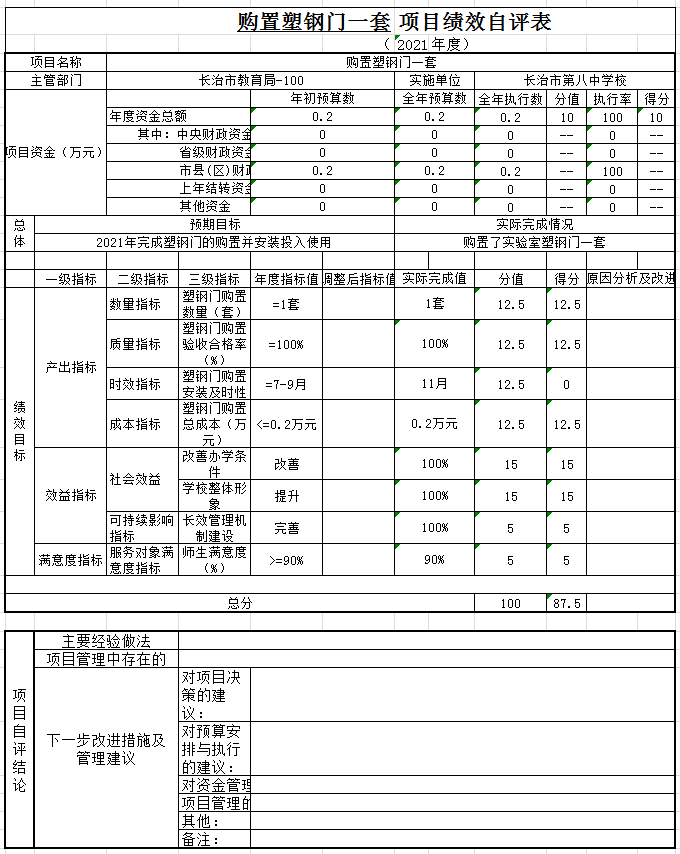 购置塑钢门一套 项目绩效自评表
( 2021年度)
项目名称 购置塑钢门一套
主管部门 长治市教育局-100 实施单位 长治市第八中学校
项目资金（万元） 年初预算数 全年预算数 全年执行数 分值 执行率 得分
年度资金总额 0.2 0.2 0.2 10 100 10
其中: 中央财政资金 0 0 0 -- 0 --
省级财政资金 0 0 0 -- 0 --
市县(区)财政 0.2 0.2 0.2 -- 100 --
上年结转资金 0 0 0 -- 0 --
其他资金 0 0 0 -- 0 --
总体 预期目标 实际完成情况
2021年完成塑钢门的购置并安装投入使用 购置了实验室塑钢门一套
绩效目标 一级指标 二级指标 三级指标 年度指标值 调整后指标值 实际完成值 分值 得分 原因分析及改进
产出指标 数量指标 塑钢门购置数量（套） =1套 1套 12.5 12.5
质量指标 塑钢门购置验收合格率（%） =100% 100% 12.5 12.5
时效指标 塑钢门购置安装及时性 =7-9月 11月 12.5 0
成本指标 塑钢门购置总成本（万元） <=0.2万元 0.2万元 12.5 12.5
效益指标 社会效益 改善办学条件 改善 100% 15 15
学校整体形象 提升 100% 15 15
可持续影响指标 长效管理机制建设 完善 100% 5 5
满意度指标 服务对象满意度指标 师生满意度（%） >=90% 90% 5 5
总分 100 87.5
项目自评结论 主要经验做法
项目管理中存在的
下一步改进措施及管理建议 对项目决策的建议：
对预算安排与执行的建议：
对资金管理
项目管理的
其他：
备注：